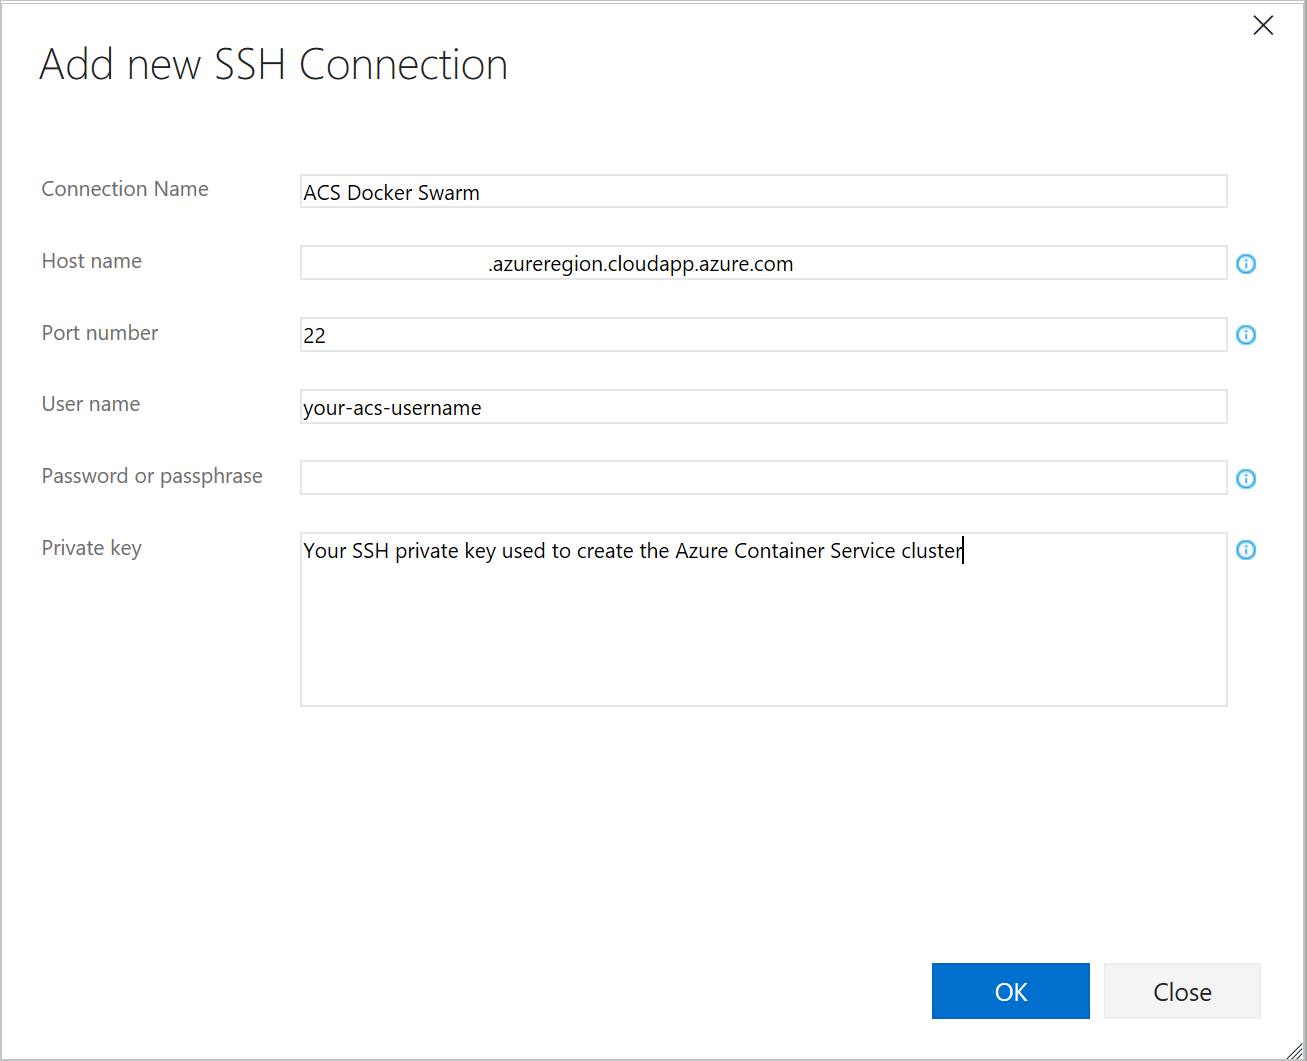 Add new SSH Connection
Connection Name
ACS Docker Swarm
Host name
.azureregion.cloudapp.azure.com
Port number
22
User name
your-acs-username
Password or passphrase
Private key
Your SSH private key used to create the Azure Container Service cluster
OK
Close